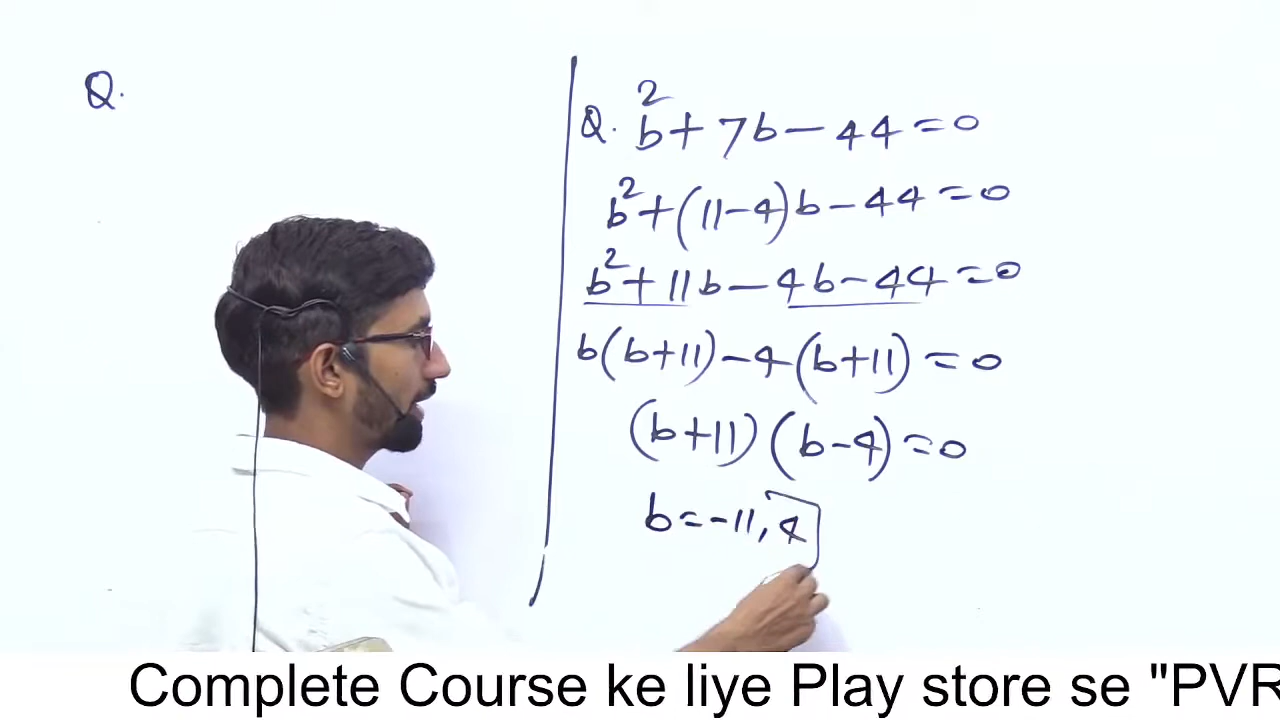 Q.
Q. b² + 7b - 44 = 0
b² + (11-4)b - 44 = 0
b² + 11b - 4b - 44 = 0
b(b+11) - 4(b+11) = 0
(b+11) (b-4) = 0
b = -11, 4
Complete Course ke liye Play store se "PVR